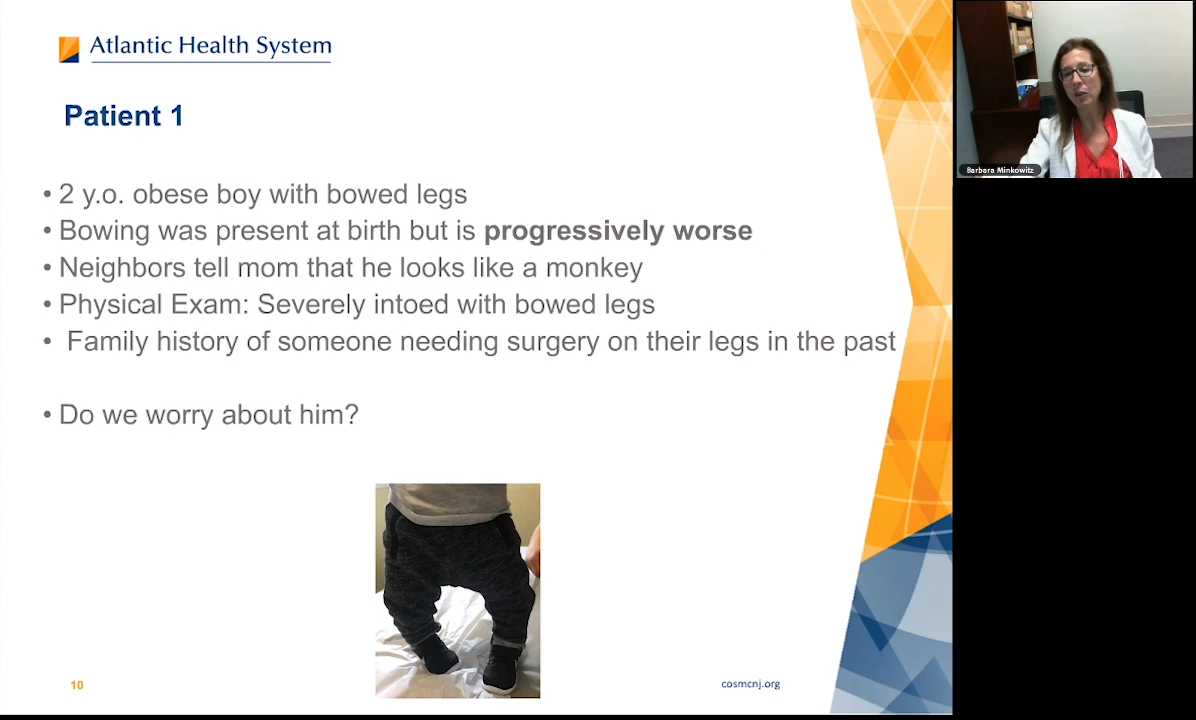 Atlantic Health System
Patient 1
• 2 y.o. obese boy with bowed legs
• Bowing was present at birth but is progressively worse
• Neighbors tell mom that he looks like a monkey
• Physical Exam: Severely intoed with bowed legs
• Family history of someone needing surgery on their legs in the past
• Do we worry about him?
10
cosmcnj.org
Barbara Minkowitz